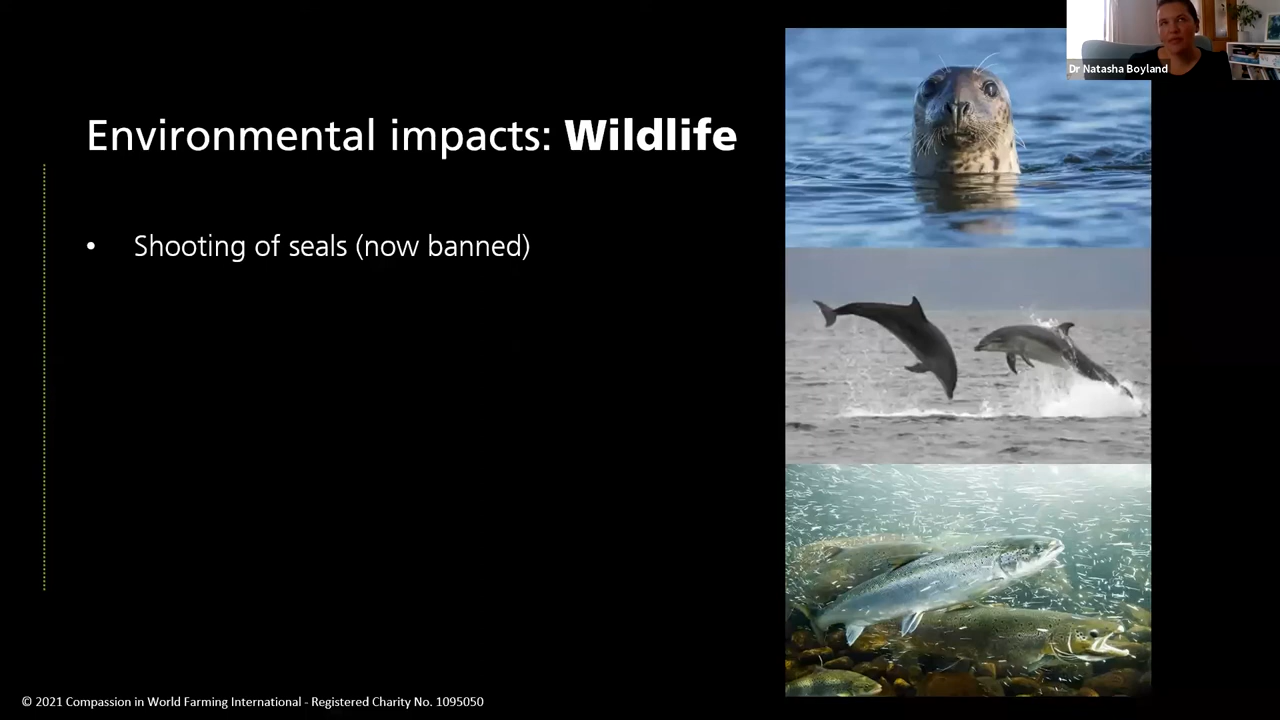 Dr Natasha Boyland
Environmental impacts: Wildlife
• Shooting of seals (now banned)
© 2021 Compassion in World Farming International - Registered Charity No. 1095050